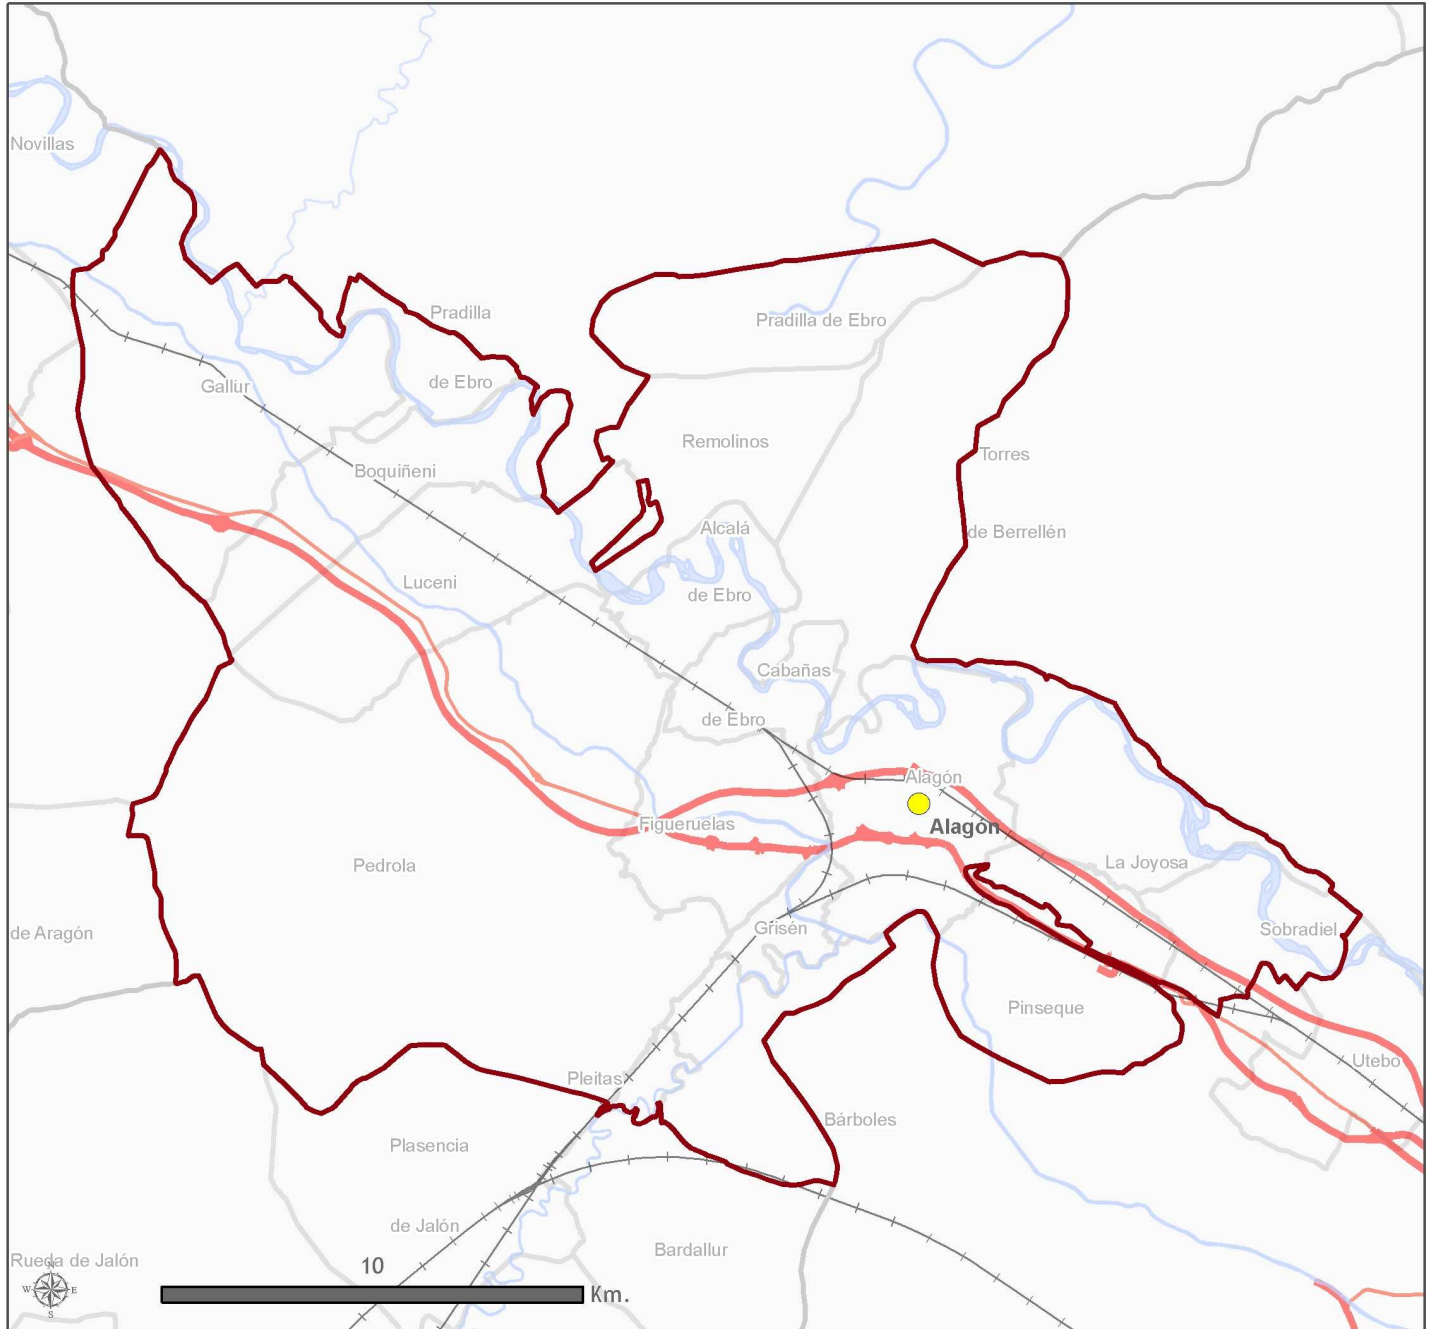 Novillas
Pradilla
de Ebro
Pradilla de Ebro
Gallur
Remolinos
Torres
de Berrellén
Boquiñeni
Alcalá
de Ebro
Luceni
Cabañas
de Ebro
Alagón
Alagón
Figueruelas
Pedrola
La Joyosa
de Aragón
Grisén
Sobradiel
Pinseque
Utebo
Pleitas
Bárboles
Plasencia
de Jalón
Bardallur
Rueda de Jalón
N
W E
S
10
Km.